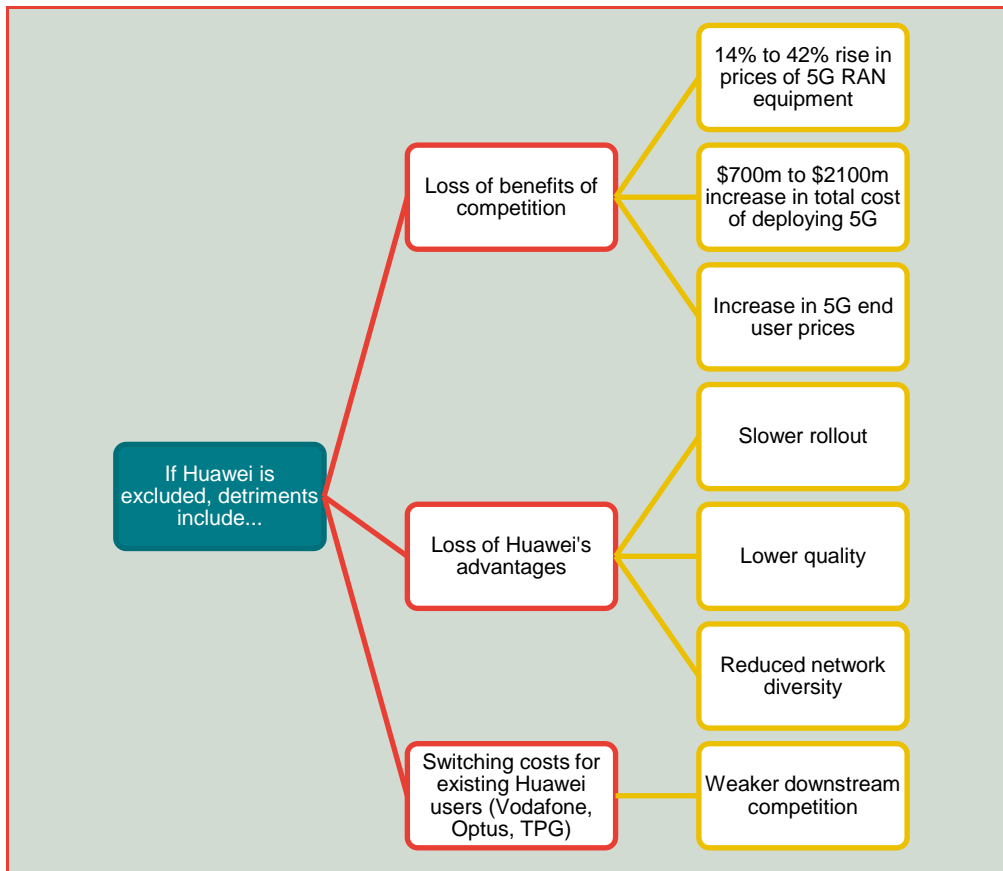 If Huawei is
excluded, detriments
include...
Loss of benefits of
competition
14% to 42% rise in
prices of 5G RAN
equipment
$700m to $2100m
increase in total cost
of deploying 5G
Increase in 5G end
user prices
Loss of Huawei's
advantages
Slower rollout
Lower quality
Reduced network
diversity
Switching costs for
existing Huawei
users (Vodafone,
Optus, TPG)
Weaker downstream
competition